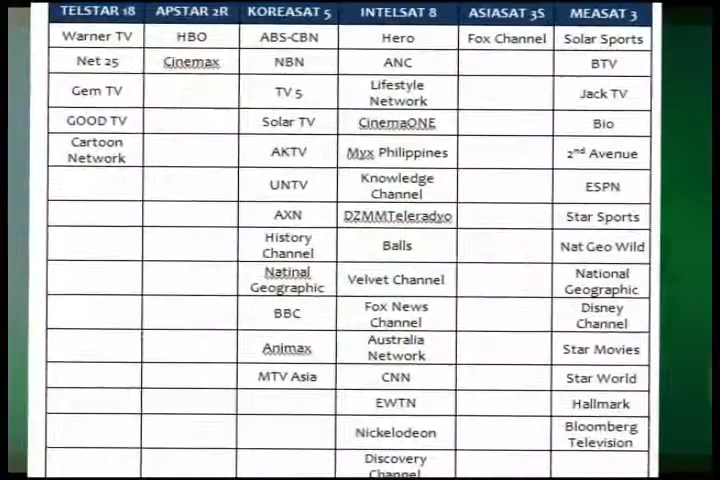 TELSTAR 18 APSTAR 2R KOREASAT 5 INTELSAT 8 ASIASAT 3S MEASAT 3
Warner TV HBO ABS-CBN Hero Fox Channel Solar Sports
Net 25 Cinemax NBN ANC BTV
Gem TV TV 5 Lifestyle Network Jack TV
GOOD TV Solar TV CinemaONE Bio
Cartoon Network AKTV Myx Philippines 2nd Avenue
UNTV Knowledge Channel ESPN
AXN DZMMTeleradyo Star Sports
History Channel Balls Nat Geo Wild
Natinal Geographic Velvet Channel National Geographic
BBC Fox News Channel Disney Channel
Animax Australia Network Star Movies
MTV Asia CNN Star World
EWTN Hallmark
Nickelodeon Bloomberg Television
Discovery Channel